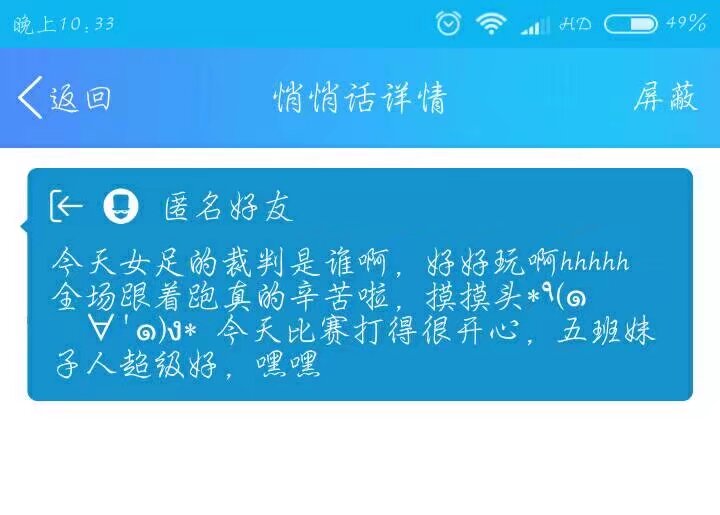 晚上10:33 HD 49%
返回 悄悄话详情 屏蔽
匿名好友
今天女足的裁判是谁啊，好好玩啊hhhhh
全场跟着跑真的辛苦啦，摸摸头*٩(๑
∀'๑)ง* 今天比赛打得很开心，五班妹
子人超级好，嘿嘿